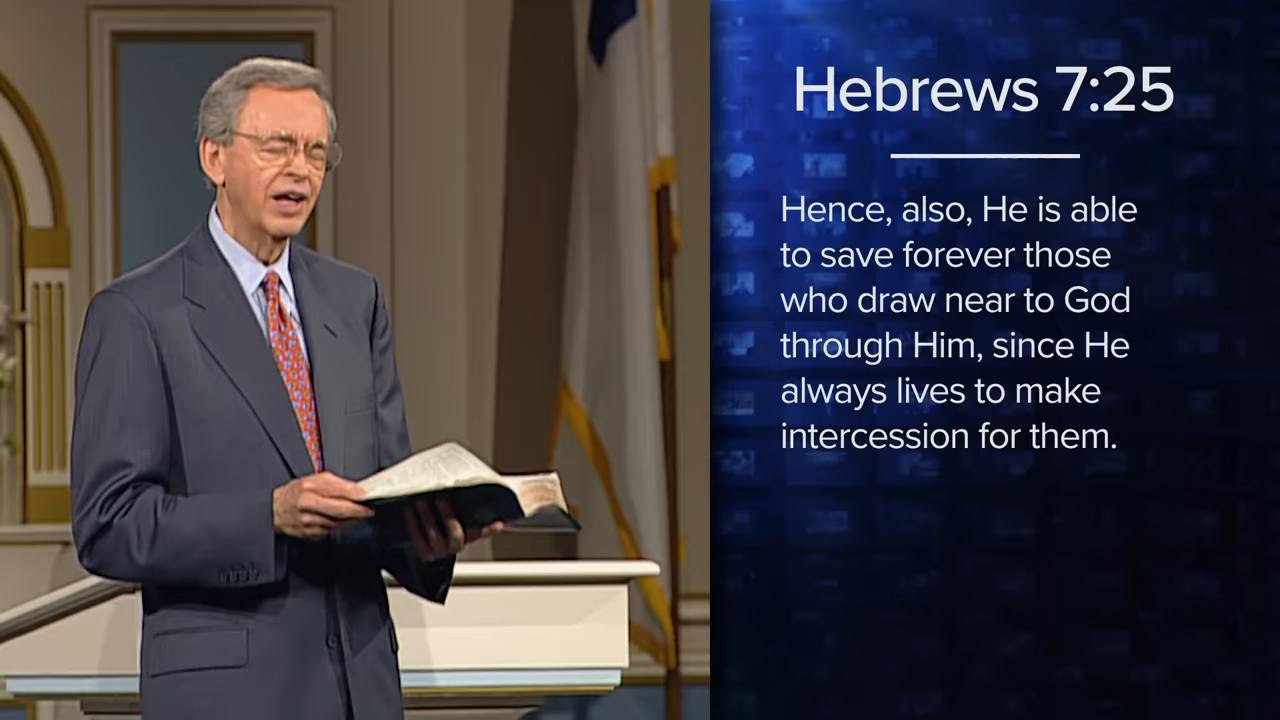 Hebrews 7:25
Hence, also, He is able
to save forever those
who draw near to God
through Him, since He
always lives to make
intercession for them.